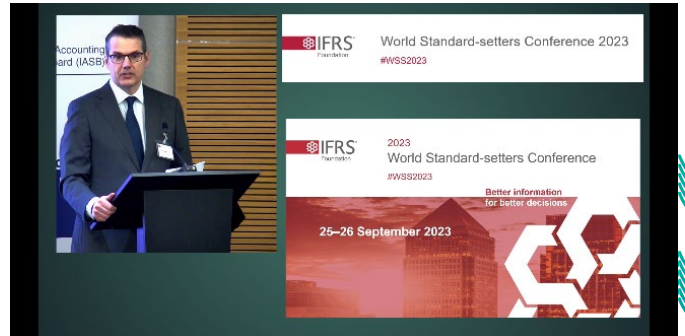 Accounting
ard (IASB)
IFRS
Foundation
World Standard-setters Conference 2023
#WSS2023
IFRS
Foundation
2023
World Standard-setters Conference
#WSS2023
Better information
for better decisions
25–26 September 2023